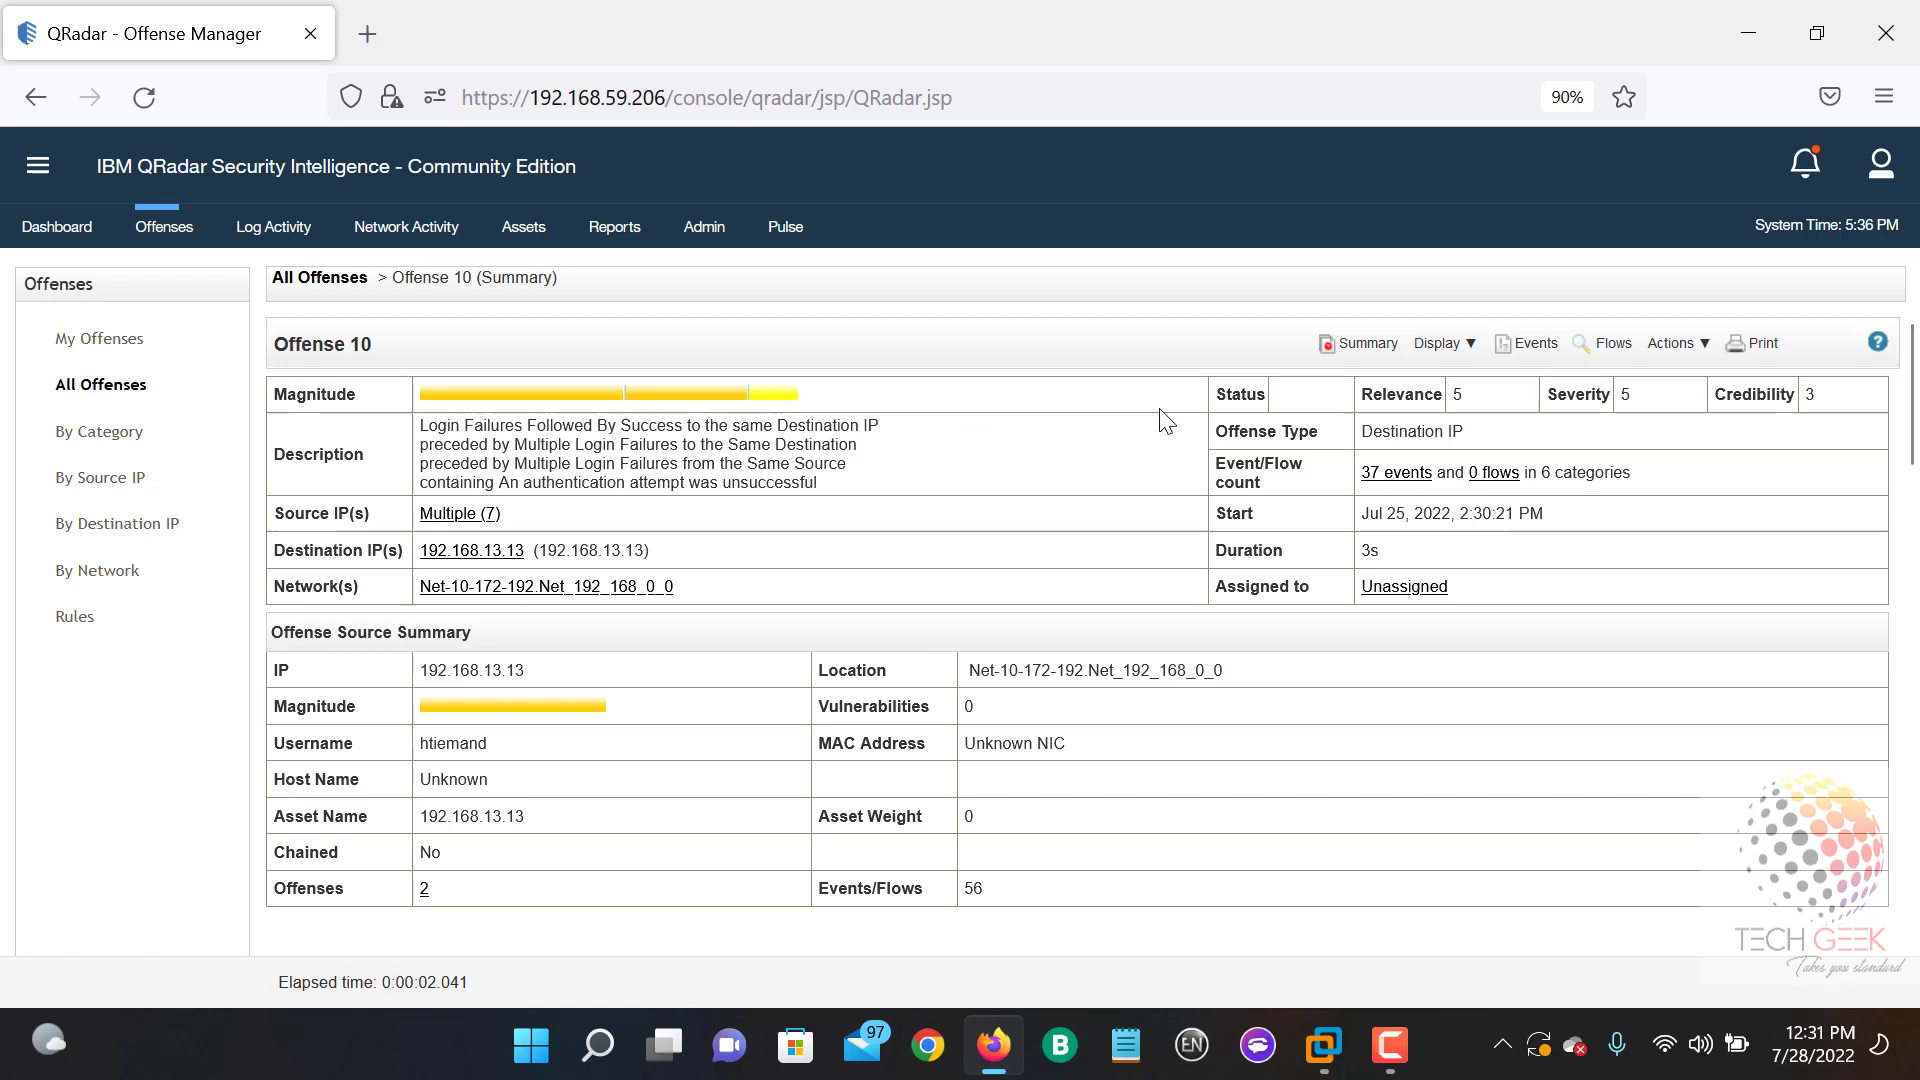 QRadar - Offense Manager
https://192.168.59.206/console/qradar/jsp/QRadar.jsp
90%
IBM QRadar Security Intelligence - Community Edition
Dashboard Offenses Log Activity Network Activity Assets Reports Admin Pulse System Time: 5:36 PM
Offenses
All Offenses > Offense 10 (Summary)
My Offenses
All Offenses
By Category
By Source IP
By Destination IP
By Network
Rules
Offense 10 Summary Display ▼ Events Flows Actions ▼ Print ?
Magnitude Status Relevance 5 Severity 5 Credibility 3
Description
Login Failures Followed By Success to the same Destination IP
preceded by Multiple Login Failures to the Same Destination
preceded by Multiple Login Failures from the Same Source
containing An authentication attempt was unsuccessful
Offense Type Destination IP
Event/Flow
count
37 events and 0 flows in 6 categories
Source IP(s) Multiple (7) Start Jul 25, 2022, 2:30:21 PM
Destination IP(s) 192.168.13.13 (192.168.13.13) Duration 3s
Network(s) Net-10-172-192.Net_192_168_0_0 Assigned to Unassigned
Offense Source Summary
IP 192.168.13.13 Location Net-10-172-192.Net_192_168_0_0
Magnitude Vulnerabilities 0
Username htiemand MAC Address Unknown NIC
Host Name Unknown
Asset Name 192.168.13.13 Asset Weight 0
Chained No
Offenses 2 Events/Flows 56
TECH GEEK
Takes you standard
Elapsed time: 0:00:02.041
97
B
EN
C
12:31 PM
7/28/2022